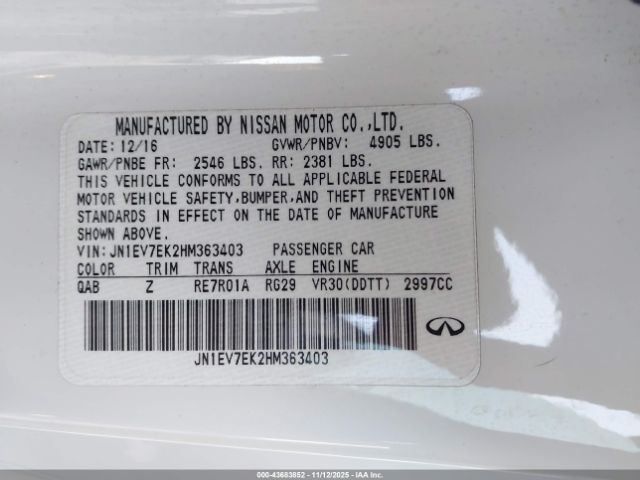 MANUFACTURED BY NISSAN MOTOR CO.,LTD.
DATE: 12/16 GVWR/PNBV: 4905 LBS.
GAWR/PNBE FR: 2546 LBS. RR: 2381 LBS.
THIS VEHICLE CONFORMS TO ALL APPLICABLE FEDERAL
MOTOR VEHICLE SAFETY,BUMPER,AND THEFT PREVENTION
STANDARDS IN EFFECT ON THE DATE OF MANUFACTURE
SHOWN ABOVE.
VIN: JN1EV7EK2HM363403 PASSENGER CAR
COLOR TRIM TRANS AXLE ENGINE
QAB Z RE7R01A RG29 VR30(DDTT) 2997CC
JN1EV7EK2HM363403
000-43683852 - 11/12/2025 - IAAI.COM